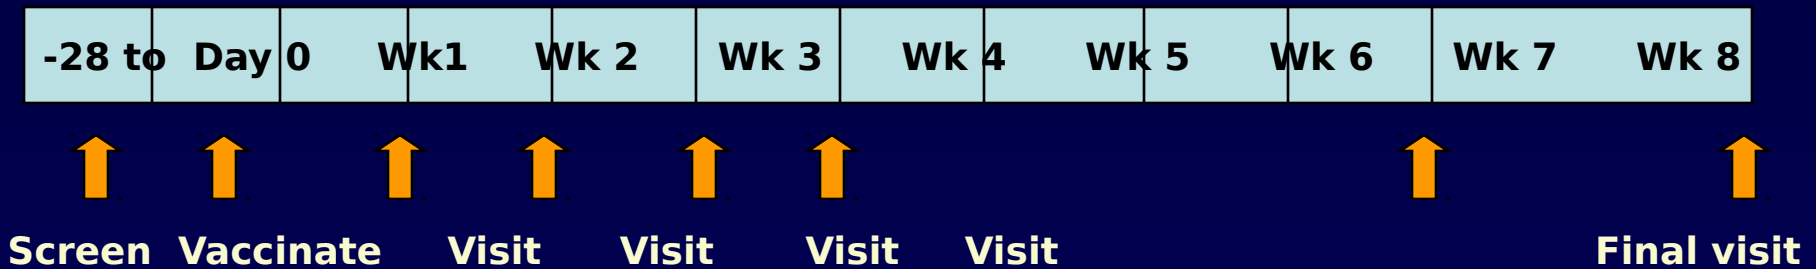 -28 to Day 0 Wk1 Wk 2 Wk 3 Wk 4 Wk 5 Wk 6 Wk 7 Wk 8
Screen Vaccinate Visit Visit Visit Visit Final visit